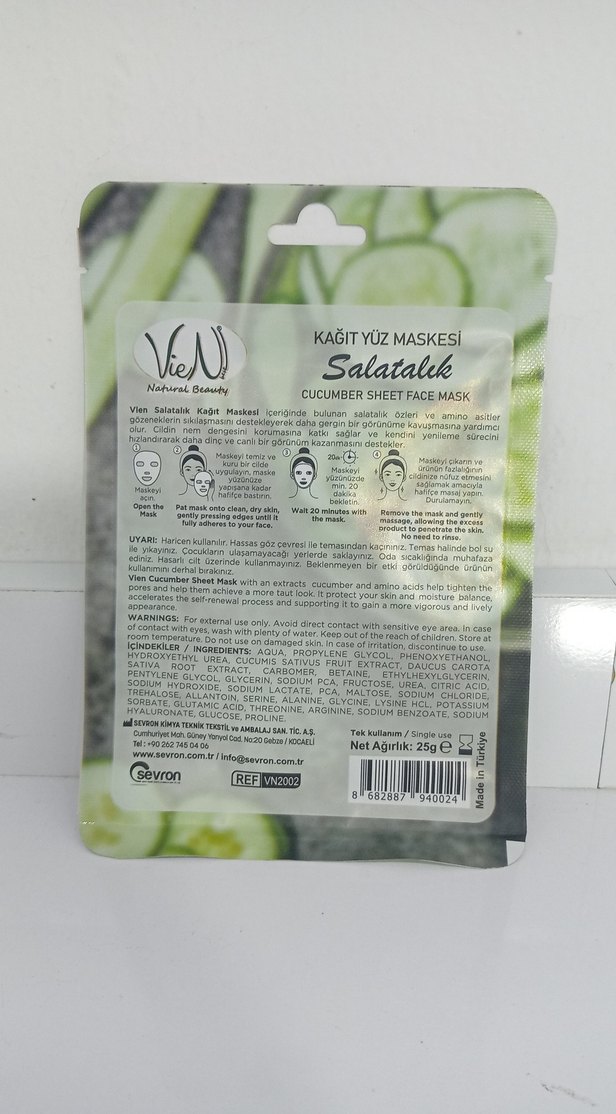 VieN
Natural Beauty
KAĞIT YÜZ MASKESİ
Salatalık
CUCUMBER SHEET FACE MASK
Vien Salatalık Kağıt Maskesi içeriğinde bulunan salatalık özleri ve amino asitler
gözeneklerin sıkılaşmasını destekleyerek daha gergin bir görünüme kavuşmasına yardımcı
olur. Cildin nem dengesini korumasına katkı sağlar ve kendini yenileme sürecini
hızlandırarak daha dinç ve canlı bir görünüm kazanmasını destekler.
1
Maskeyi
açın.
Open the
Mask
2
Maskeyi temiz ve
kuru bir cilde
uygulayın, maske
yüzünüze
yapışana kadar
hafifçe bastırın.
Pat mask onto clean, dry skin,
gently pressing edges until it
fully adheres to your face.
3
20dk
Maskeyi
yüzünüzde
min. 20
dakika
bekletin.
Wait 20 minutes with
the mask.
4
Maskeyi çıkarın ve
ürünün fazlalığının
cildinize nüfuz etmesini
sağlamak amacıyla
hafifçe masaj yapın.
Durulamayın.
Remove the mask and gently
massage, allowing the excess
product to penetrate the skin.
No need to rinse.
UYARI: Haricen kullanılır. Hassas göz çevresi ile temasından kaçınınız. Temas halinde bol su
ile yıkayınız. Çocukların ulaşamayacağı yerlerde saklayınız. Oda sıcaklığında muhafaza
ediniz. Hasarlı cilt üzerinde kullanmayınız. Beklenmeyen bir etki görüldüğünde ürünün
kullanımını derhal bırakınız.
Vien Cucumber Sheet Mask with an extracts cucumber and amino acids help tighten the
pores and help them achieve a more taut look. It protect your skin and moisture balance,
accelerates the self-renewal process and supporting it to gain a more vigorous and lively
appearance.
WARNINGS: For external use only. Avoid direct contact with sensitive eye area. In case
of contact with eyes, wash with plenty of water. Keep out of the reach of children. Store at
room temperature. Do not use on damaged skin. In case of irritation, discontinue to use.
İÇİNDEKİLER / INGREDIENTS: AQUA, PROPYLENE GLYCOL, PHENOXYETHANOL,
HYDROXYETHYL UREA, CUCUMIS SATIVUS FRUIT EXTRACT, DAUCUS CAROTA
SATIVA ROOT EXTRACT, CARBOMER, BETAINE, ETHYLHEXYLGLYCERIN,
PENTYLENE GLYCOL, GLYCERIN, SODIUM PCA, FRUCTOSE, UREA, CITRIC ACID,
SODIUM HYDROXIDE, SODIUM LACTATE, PCA, MALTOSE, SODIUM CHLORIDE,
TREHALOSE, ALLANTOIN, SERINE, ALANINE, GLYCINE, LYSINE HCL, POTASSIUM
SORBATE, GLUTAMIC ACID, THREONINE, ARGININE, SODIUM BENZOATE, SODIUM
HYALURONATE, GLUCOSE, PROLINE.
SEVRON KİMYA TEKNİK TEKSTİL ve AMBALAJ SAN. TİC. A.Ş.
Cumhuriyet Mah. Güney Yanyol Cad. No:20 Gebze / KOCAELİ
Tel : +90 262 745 04 06
www.sevron.com.tr / info@sevron.com.tr
sevron
REF VN2002
Tek kullanım / Single use
Net Ağırlık: 25g e
8 682887 940024
Made in Türkiye